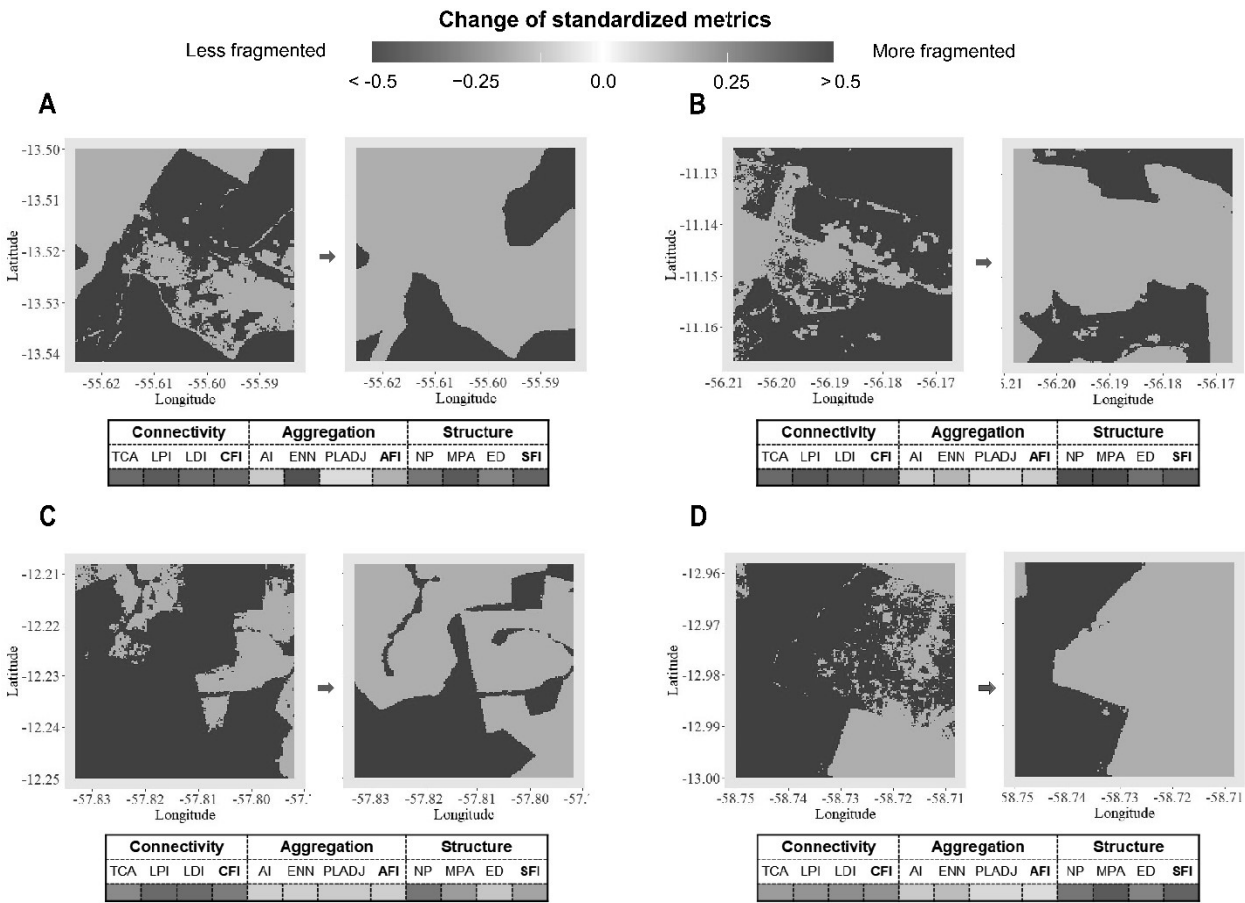 Change of standardized metrics
Less fragmented More fragmented
< -0.5 −0.25 0.0 0.25 > 0.5
A
-13.50
-13.51
-13.52
-13.53
-13.54
Latitude
-55.62 -55.61 -55.60 -55.59
Longitude
-55.62 -55.61 -55.60 -55.59
Longitude
Connectivity Aggregation Structure
TCA LPI LDI CFI AI ENN PLADJ AFI NP MPA ED SFI
B
-11.13
-11.14
-11.15
-11.16
Latitude
-56.21 -56.20 -56.19 -56.18 -56.17
Longitude
5.21 -56.20 -56.19 -56.18 -56.17
Longitude
Connectivity Aggregation Structure
TCA LPI LDI CFI AI ENN PLADJ AFI NP MPA ED SFI
C
-12.21
-12.22
-12.23
-12.24
-12.25
Latitude
-57.83 -57.82 -57.81 -57.80 -57.
Longitude
-57.83 -57.82 -57.81 -57.80 -57.
Longitude
Connectivity Aggregation Structure
TCA LPI LDI CFI AI ENN PLADJ AFI NP MPA ED SFI
D
-12.96
-12.97
-12.98
-12.99
-13.00
Latitude
-58.75 -58.74 -58.73 -58.72 -58.71
Longitude
-58.75 -58.74 -58.73 -58.72 -58.71
Longitude
Connectivity Aggregation Structure
TCA LPI LDI CFI AI ENN PLADJ AFI NP MPA ED SFI